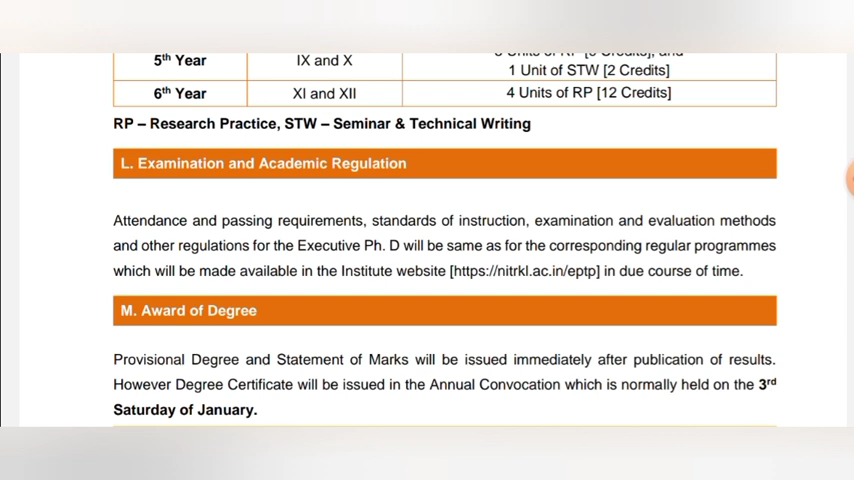 5th Year IX and X
1 Unit of STW [2 Credits]
6th Year XI and XII 4 Units of RP [12 Credits]
RP – Research Practice, STW – Seminar & Technical Writing
L. Examination and Academic Regulation
Attendance and passing requirements, standards of instruction, examination and evaluation methods
and other regulations for the Executive Ph. D will be same as for the corresponding regular programmes
which will be made available in the Institute website [https://nitrkl.ac.in/eptp] in due course of time.
M. Award of Degree
Provisional Degree and Statement of Marks will be issued immediately after publication of results.
However Degree Certificate will be issued in the Annual Convocation which is normally held on the 3rd
Saturday of January.